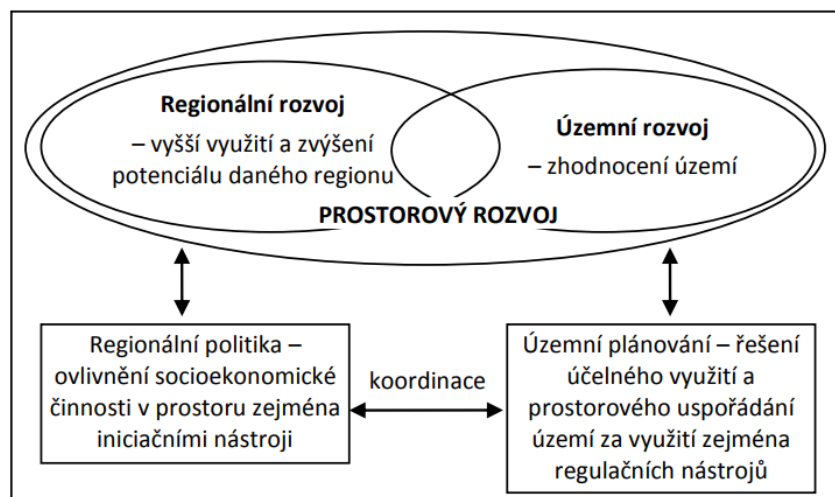 Regionální rozvoj
– vyšší využití a zvýšení
potenciálu daného regionu
Územní rozvoj
– zhodnocení území
PROSTOROVÝ ROZVOJ
Regionální politika –
ovlivnění socioekonomické
činnosti v prostoru zejména
iniciačními nástroji
koordinace
Územní plánování – řešení
účelného využití a
prostorového uspořádání
území za využití zejména
regulačních nástrojů